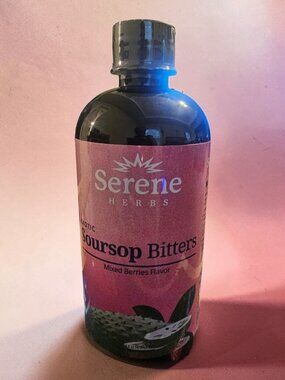 Serene
HERBS
Soursop Bitters
Mixed Berries Flavor